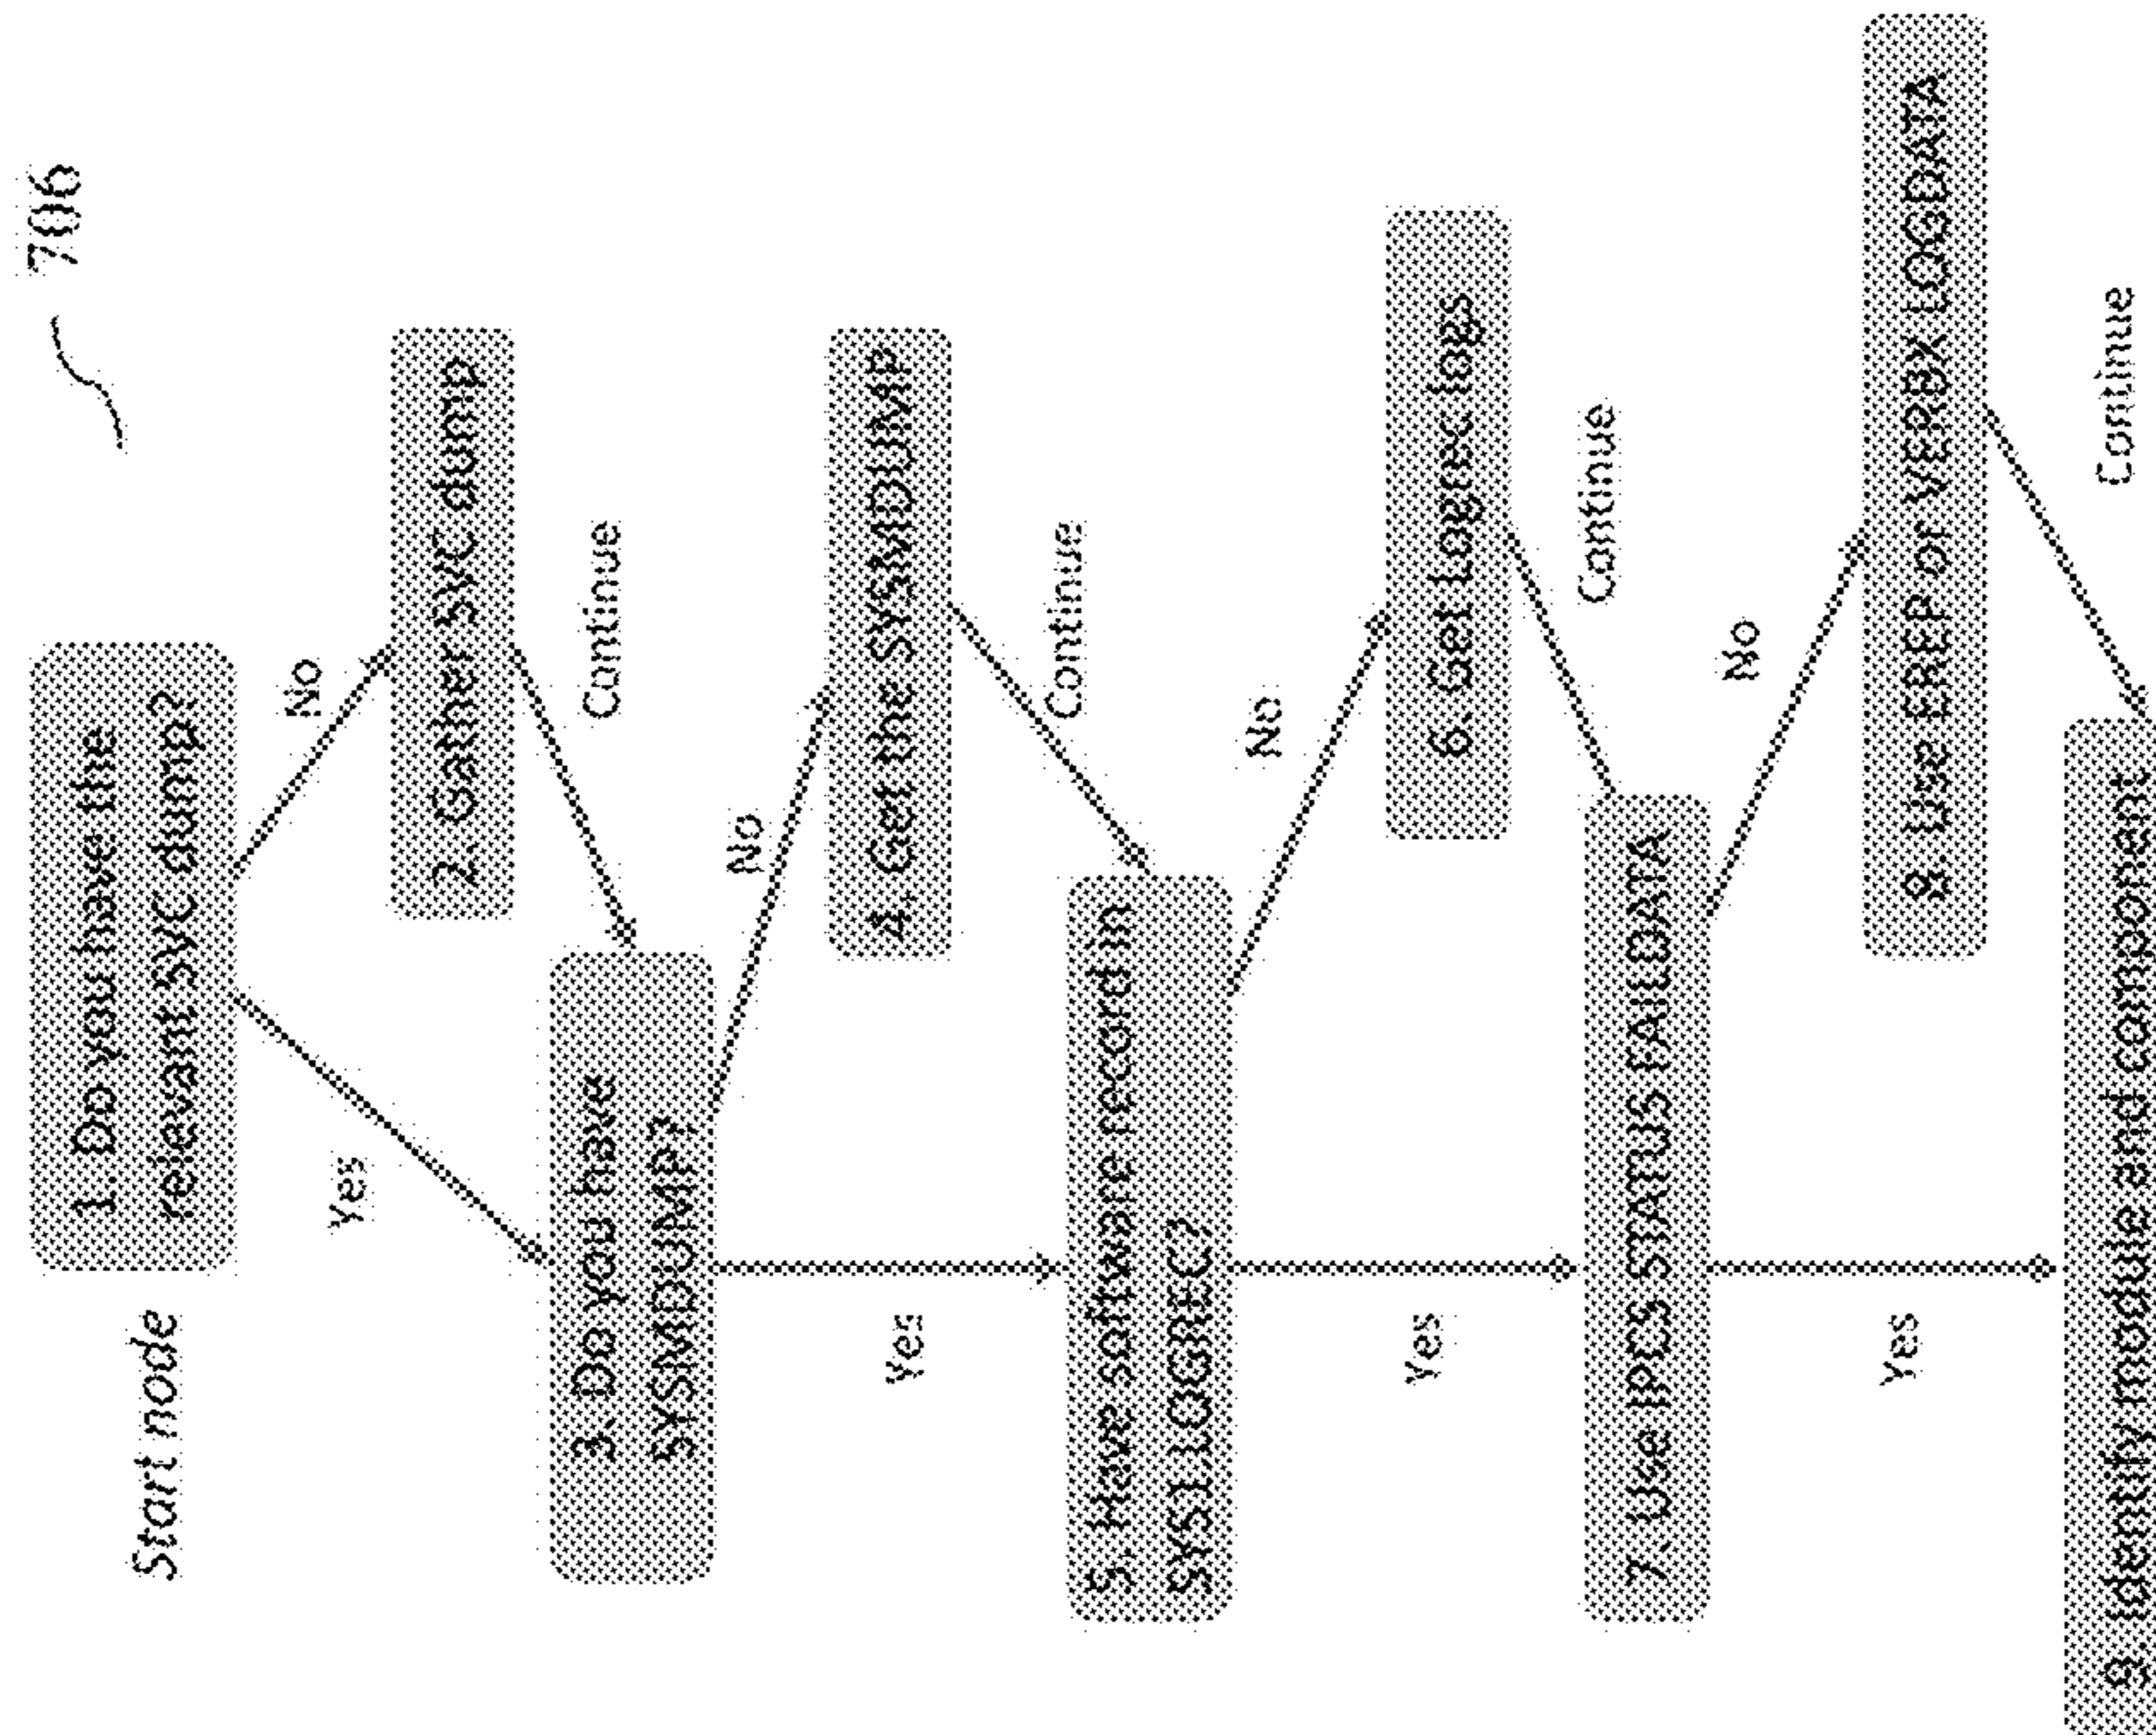 706
Start node
1. Do you have the
relevant SVC dump?
No
Yes
2. Gather SVC dump
Continue
3. Do you have
SYSMDUMP?
No
Yes
4. Get the SYSMDUMP
Continue
5. Have software record in
SYS1.LOGREC?
No
Yes
6. Get Logrec logs
Continue
7. Use IPCS STATUS FAILDATA
No
Yes
8. Use EREP or VERBX LOGDATA
Continue
9. Identify module and component